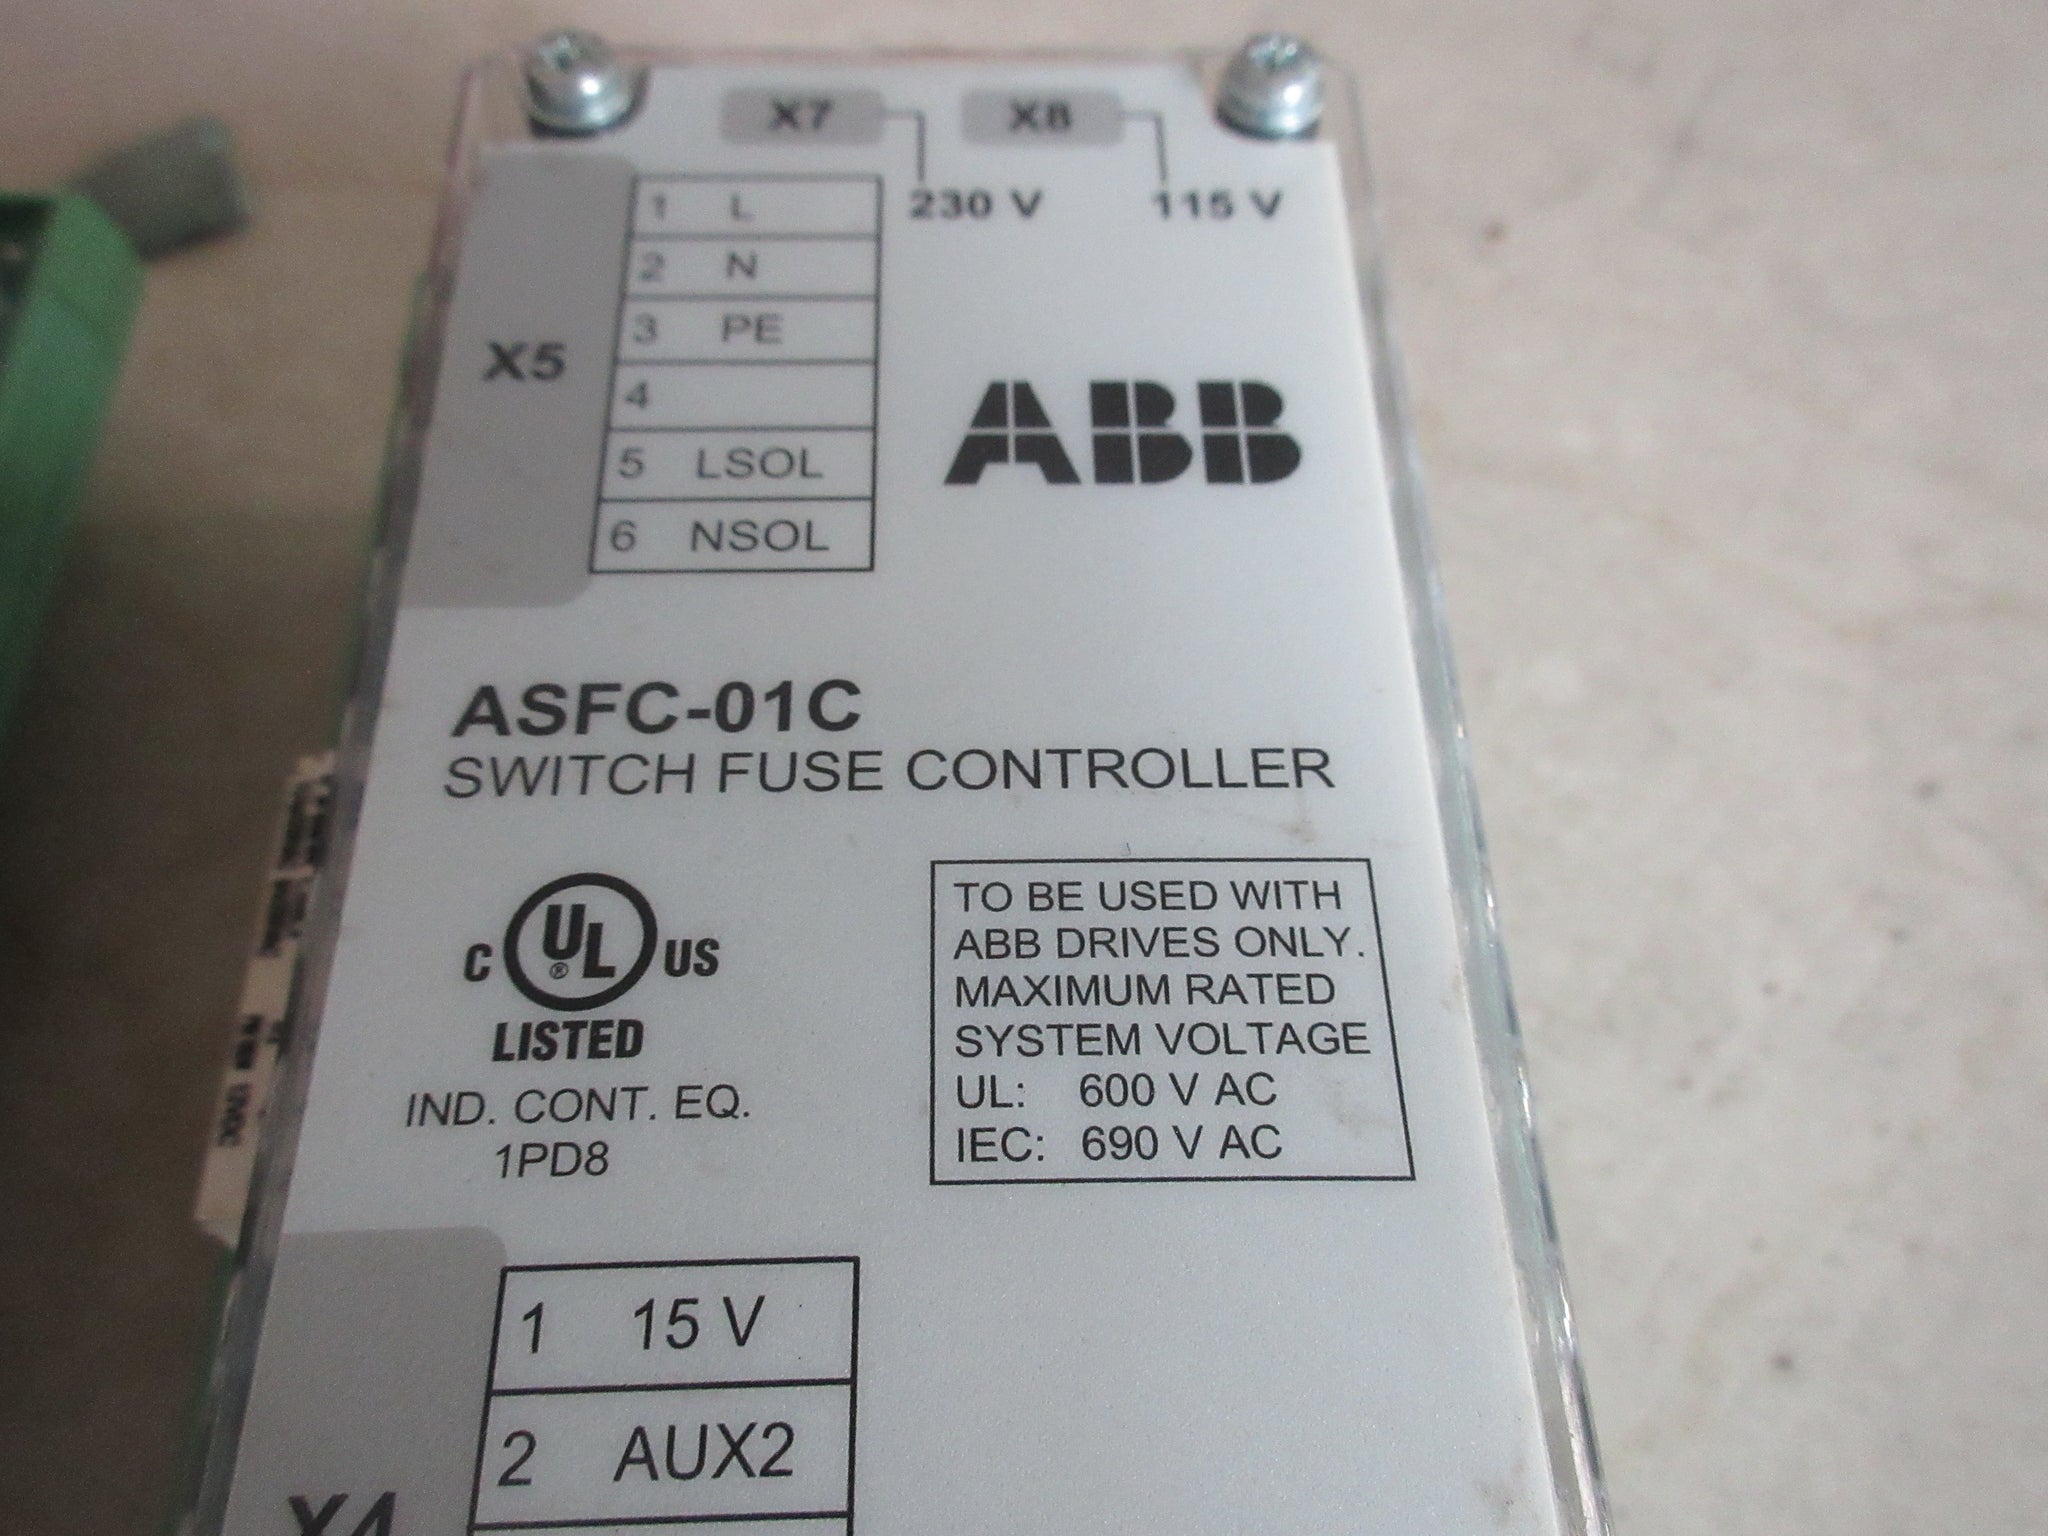 X7 X8
230 V 115 V
X5
1 L
2 N
3 PE
4
5 LSOL
6 NSOL
ABB
ASFC-01C
SWITCH FUSE CONTROLLER
C UL® US
LISTED
IND. CONT. EQ.
1PD8
TO BE USED WITH
ABB DRIVES ONLY.
MAXIMUM RATED
SYSTEM VOLTAGE
UL: 600 V AC
IEC: 690 V AC
X4
1 15 V
2 AUX2